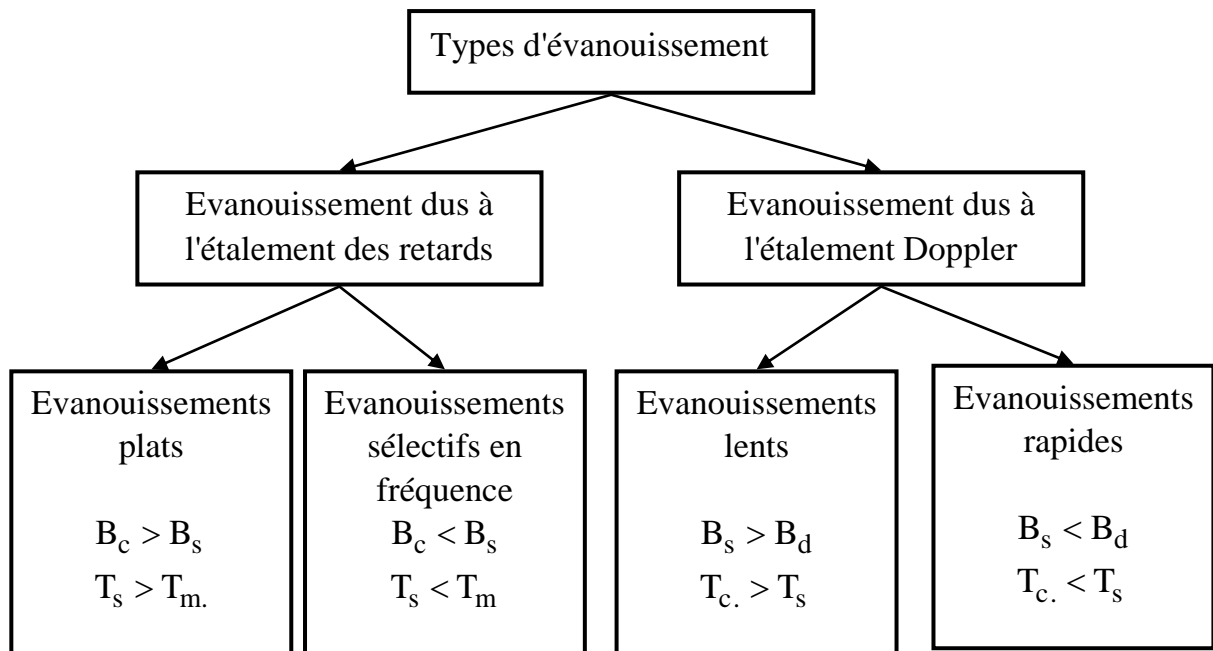 Types d'évanouissement
Evanouissement dus à
l'étalement des retards
Evanouissement dus à
l'étalement Doppler
Evanouissements
plats
B_c > B_s
T_s > T_m.
Evanouissements
sélectifs en
fréquence
B_c < B_s
T_s < T_m
Evanouissements
lents
B_s > B_d
T_c. > T_s
Evanouissements
rapides
B_s < B_d
T_c. < T_s